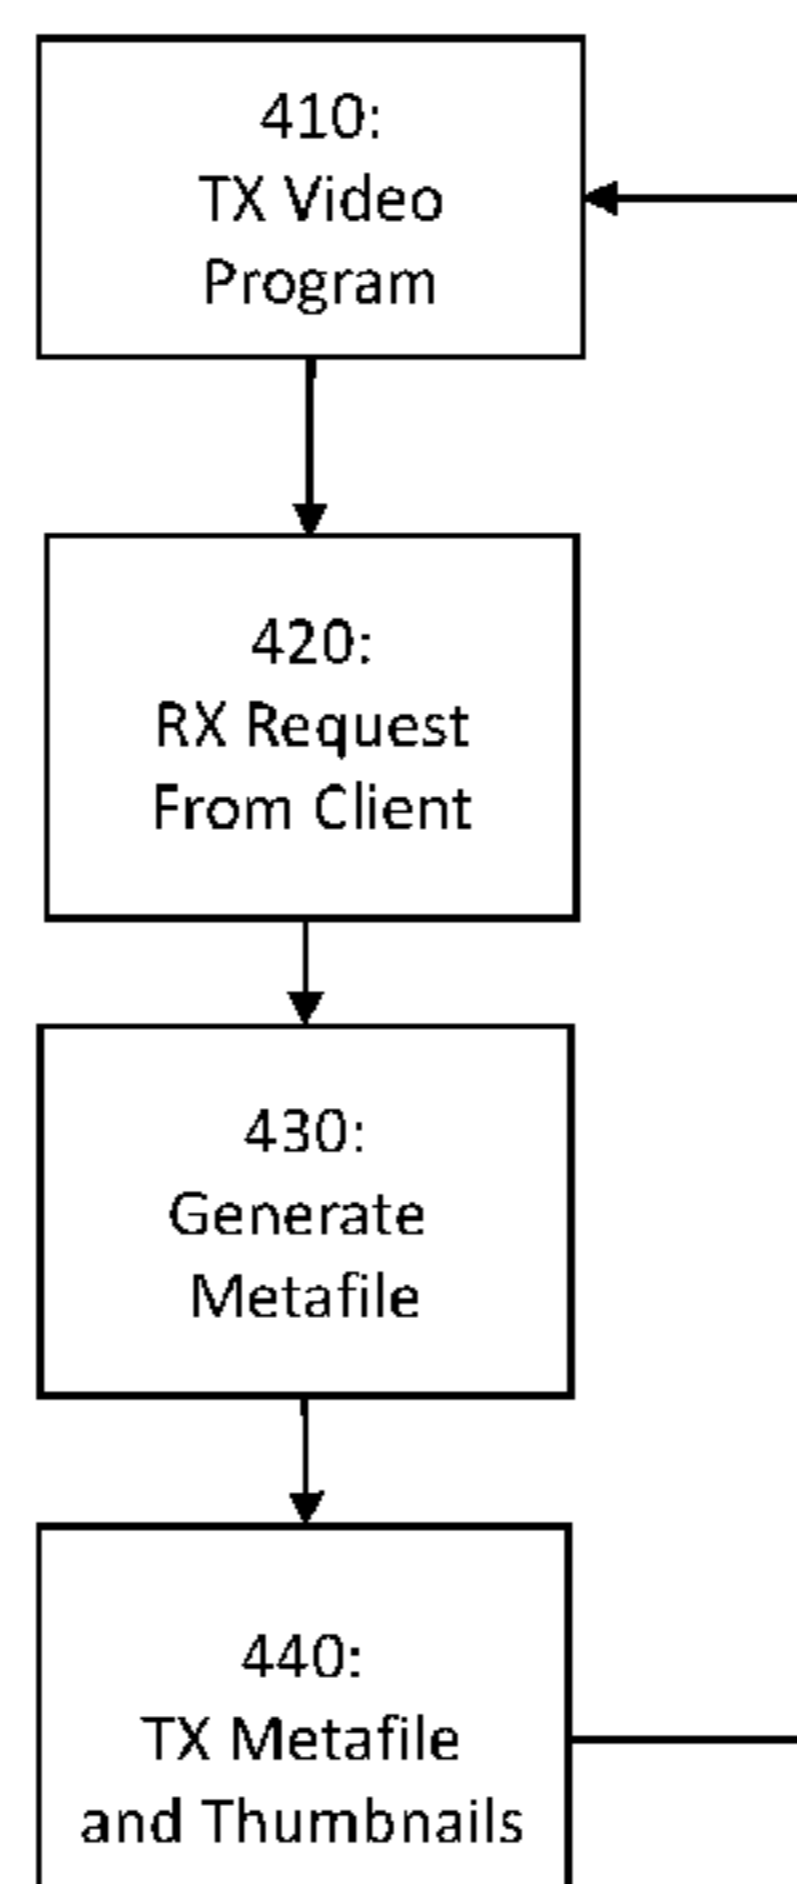 410:
TX Video
Program
420:
RX Request
From Client
430:
Generate
Metafile
440:
TX Metafile
and Thumbnails